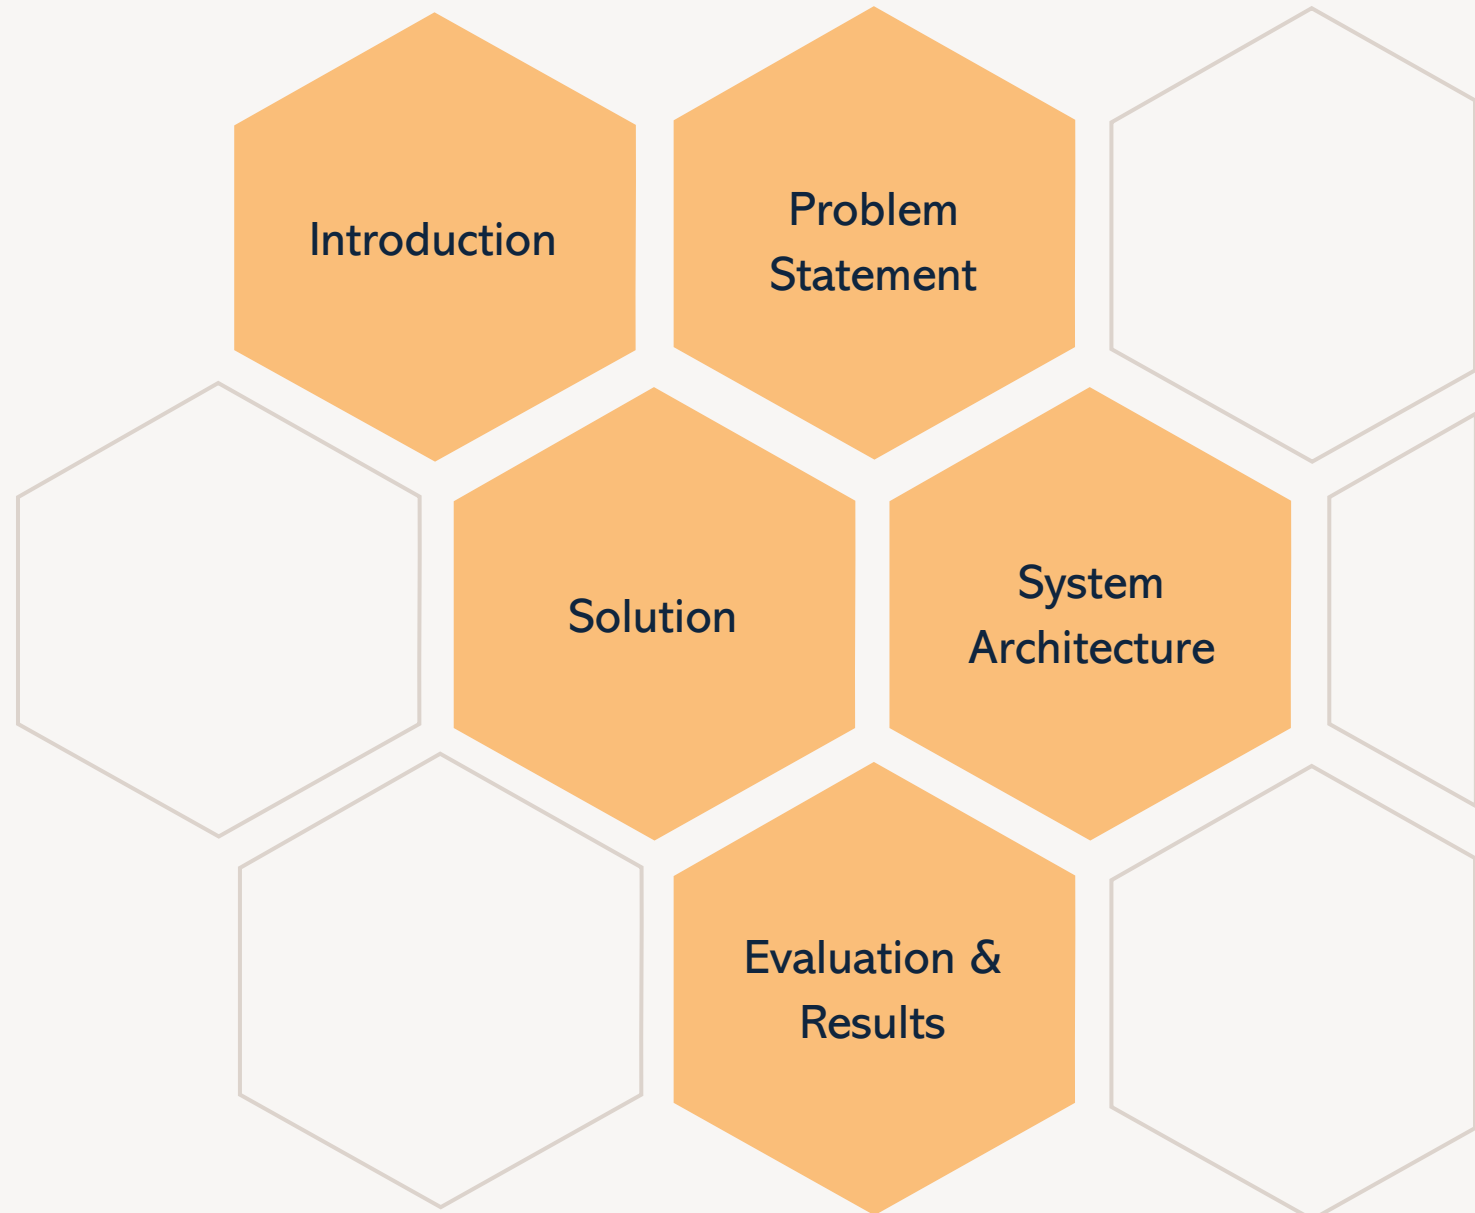 Introduction
Problem
Statement
Solution
System
Architecture
Evaluation &
Results